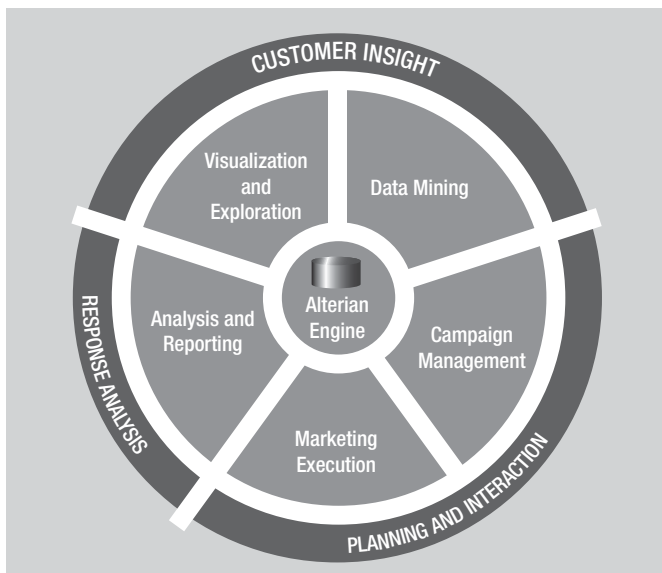 CUSTOMER INSIGHT
Visualization
and
Exploration
Data Mining
Alterian
Engine
Analysis and
Reporting
Campaign
Management
Marketing
Execution
RESPONSE ANALYSIS
PLANNING AND INTERACTION